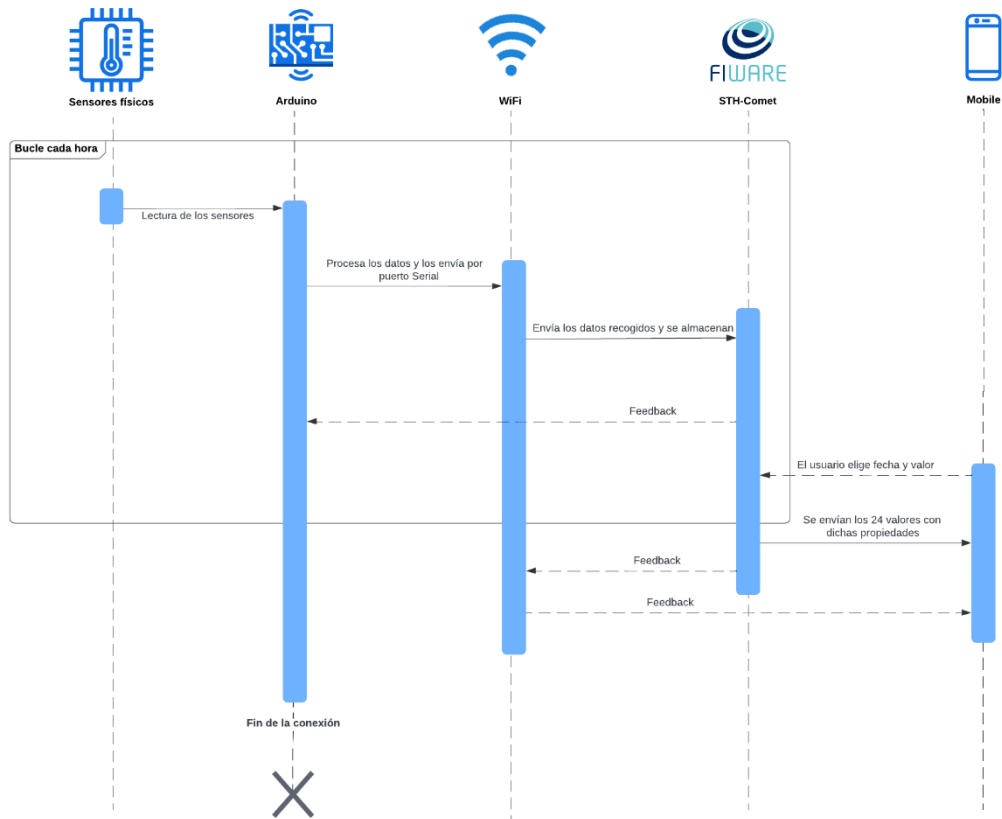 FIWARE
Sensores físicos
Arduino
WiFi
STH-Comet
Mobile
Bucle cada hora
Lectura de los sensores
Procesa los datos y los envía por
puerto Serial
Envía los datos recogidos y se almacenan
Feedback
El usuario elige fecha y valor
Se envían los 24 valores con
dichas propiedades
Feedback
Feedback
Fin de la conexión